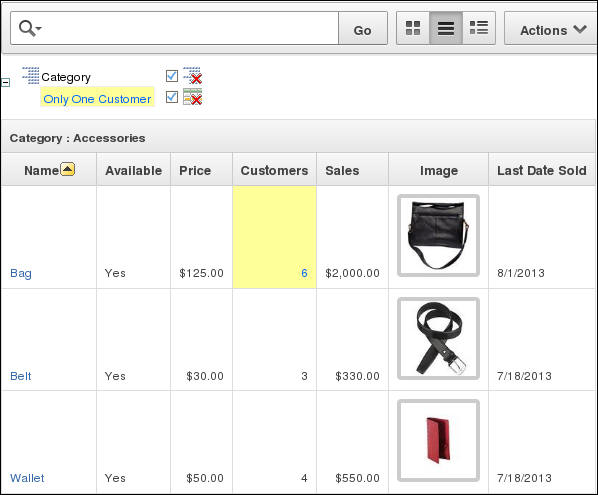 Go Actions
Category
Only One Customer
Category : Accessories
Name Available Price Customers Sales Image Last Date Sold
Bag Yes $125.00 6 $2,000.00 8/1/2013
Belt Yes $30.00 3 $330.00 7/18/2013
Wallet Yes $50.00 4 $550.00 7/18/2013